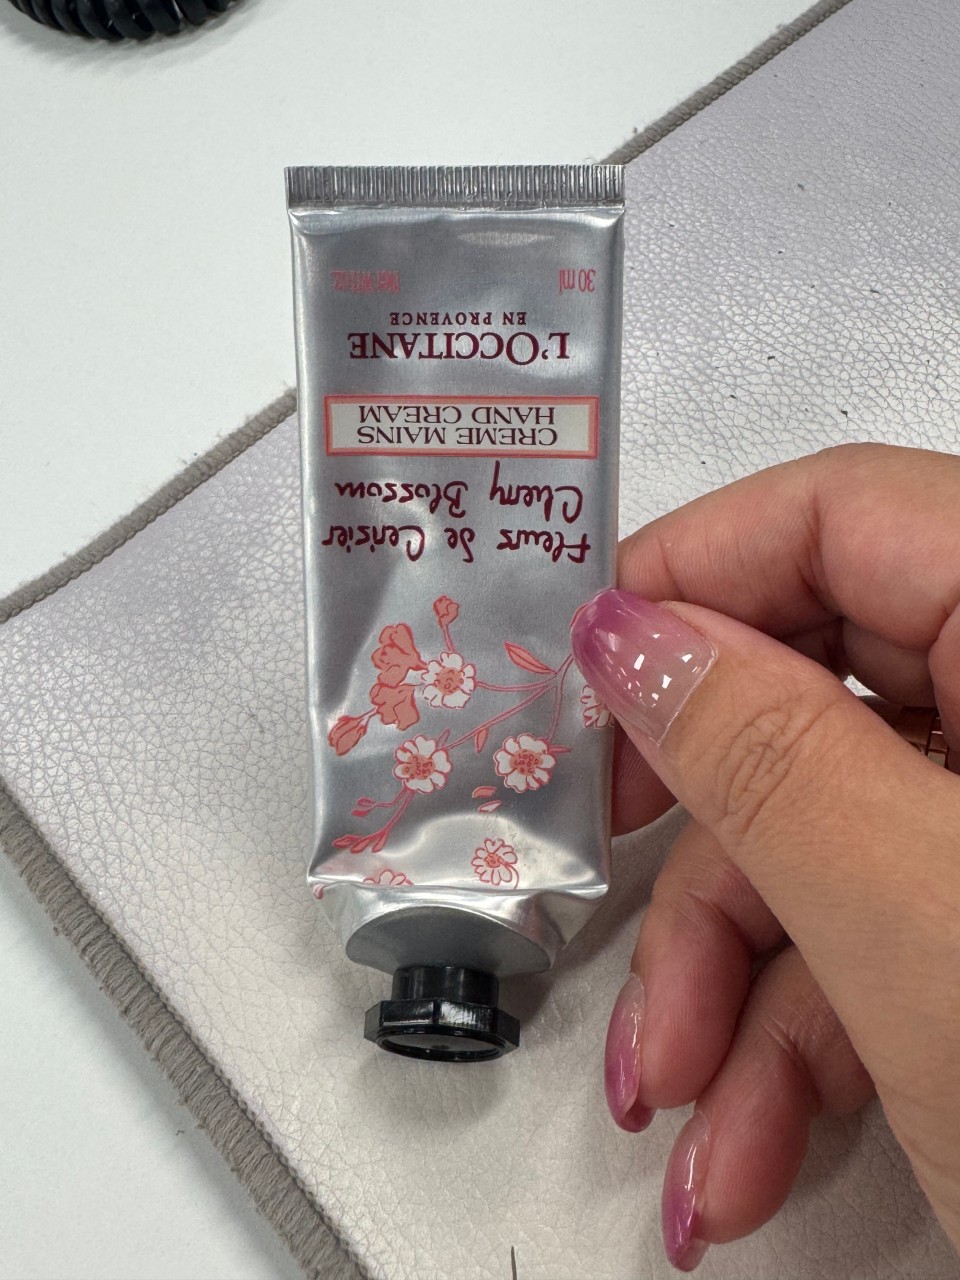 Fleurs de Cerisier
Cherry Blossom
CREME MAINS
HAND CREAM
L'OCCITANE
EN PROVENCE
30 ml